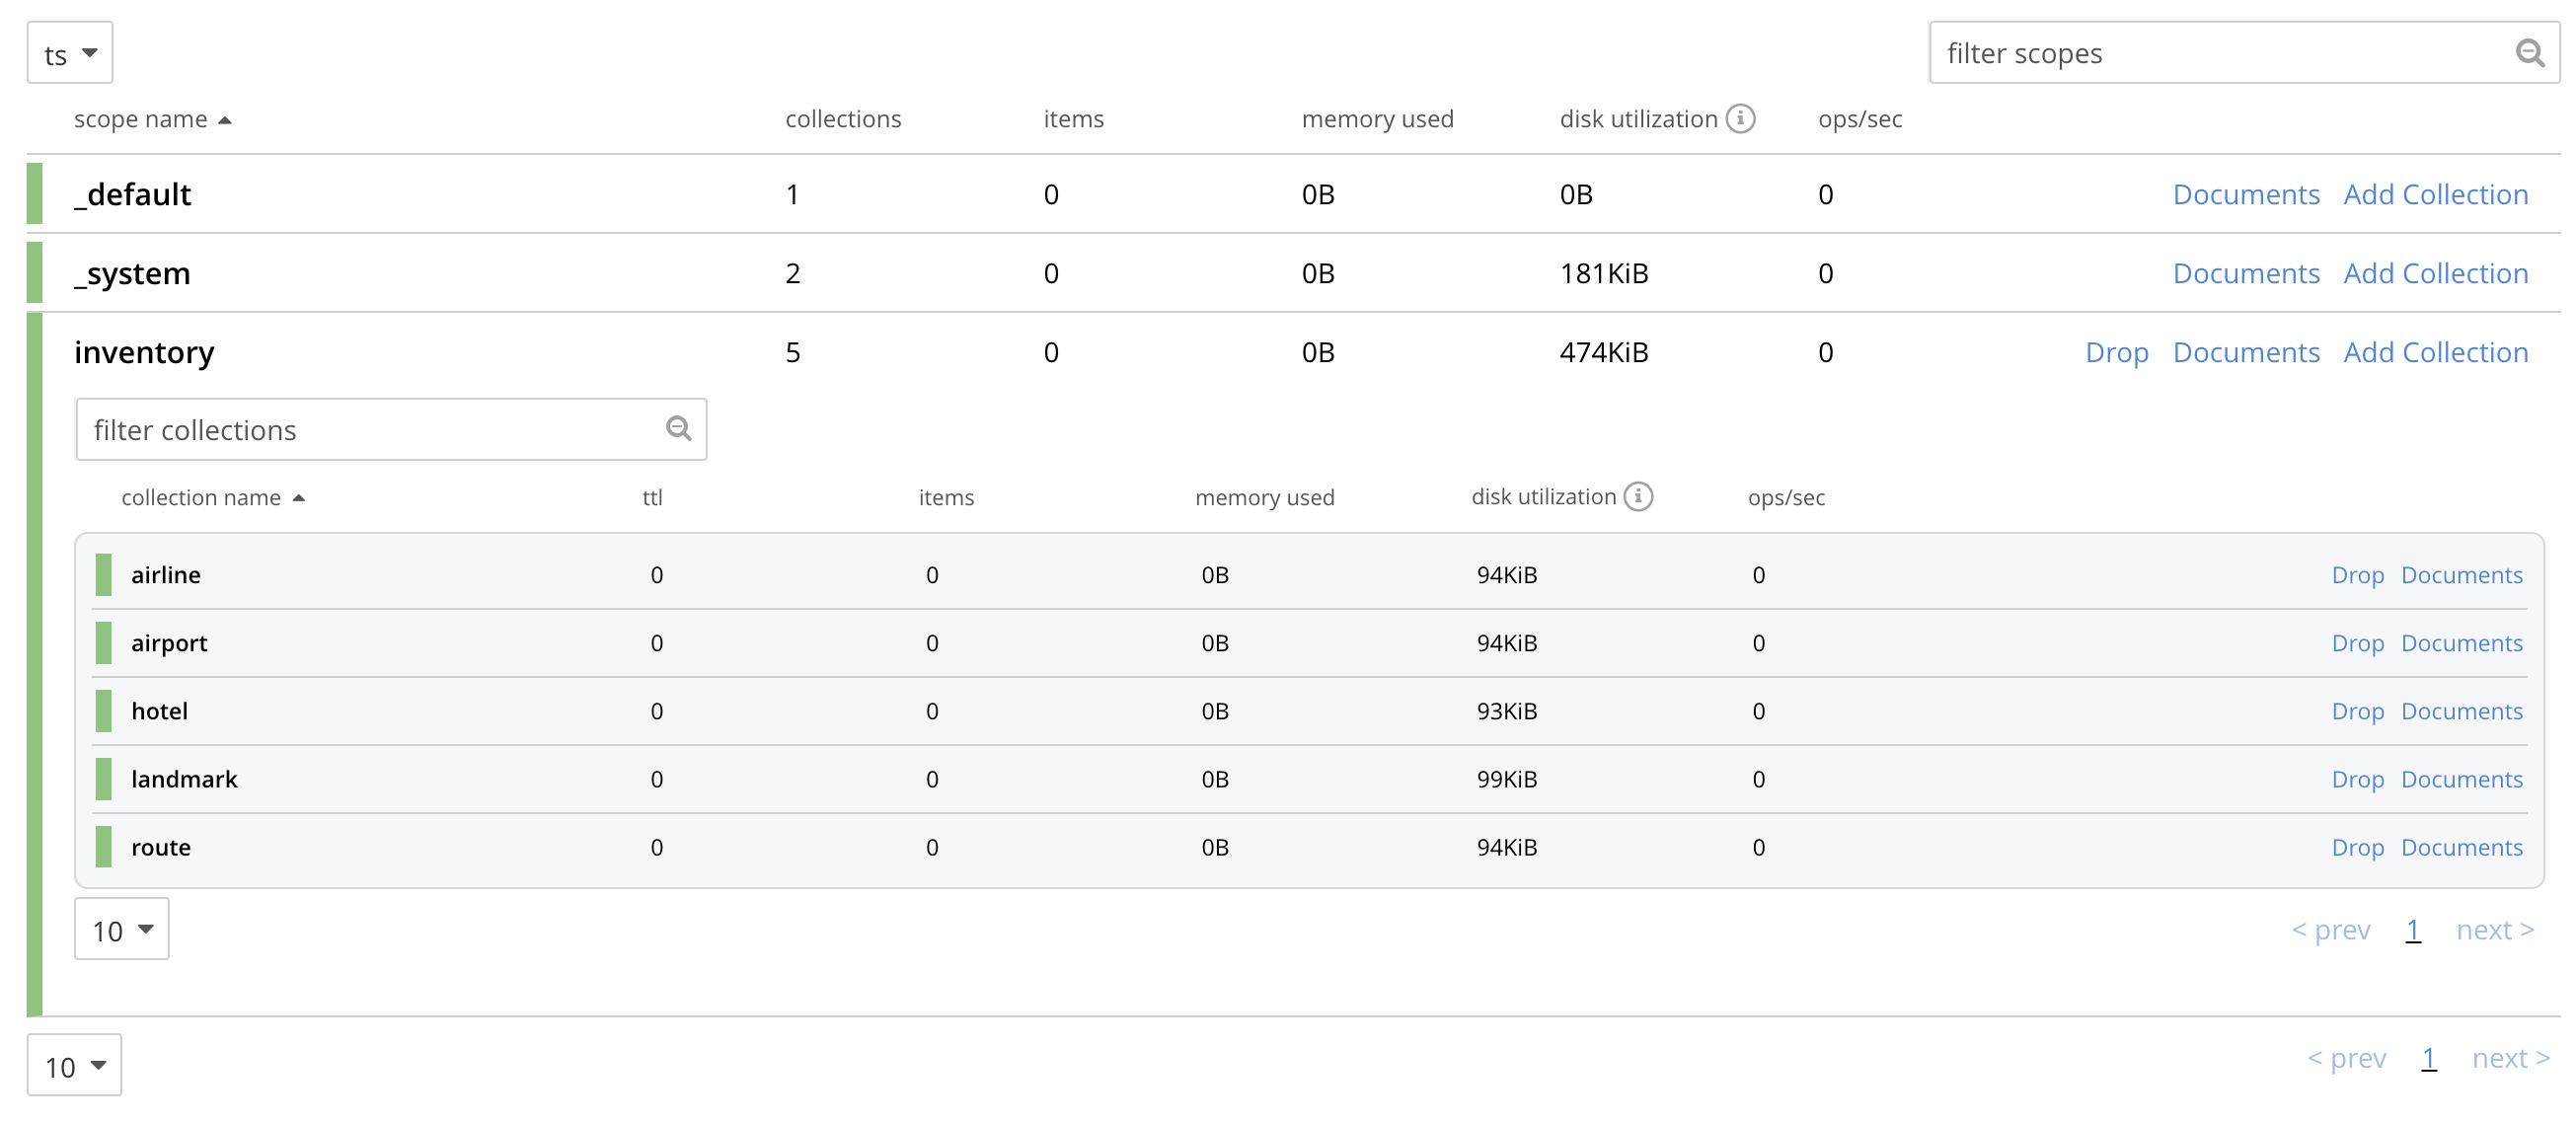 ts filter scopes
scope name collections items memory used disk utilization ops/sec
_default 1 0 0B 0B 0 Documents Add Collection
_system 2 0 0B 181KiB 0 Documents Add Collection
inventory 5 0 0B 474KiB 0 Drop Documents Add Collection
filter collections
collection name ttl items memory used disk utilization ops/sec
airline 0 0 0B 94KiB 0 Drop Documents
airport 0 0 0B 94KiB 0 Drop Documents
hotel 0 0 0B 93KiB 0 Drop Documents
landmark 0 0 0B 99KiB 0 Drop Documents
route 0 0 0B 94KiB 0 Drop Documents
10 < prev 1 next >
10 < prev 1 next >